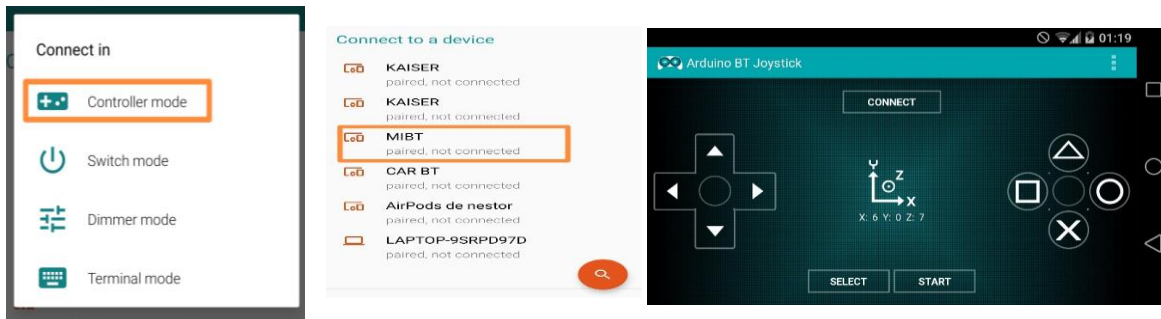 Connect in
Controller mode
Switch mode
Dimmer mode
Terminal mode
Connect to a device
KAISER
paired, not connected
KAISER
paired, not connected
MIBT
paired, not connected
CAR BT
paired, not connected
AirPods de nestor
paired, not connected
LAPTOP-9SRPD97D
paired, not connected
01:19
Arduino BT Joystick
CONNECT
Y
Z
X
X: 6 Y: 0 Z: 7
SELECT START